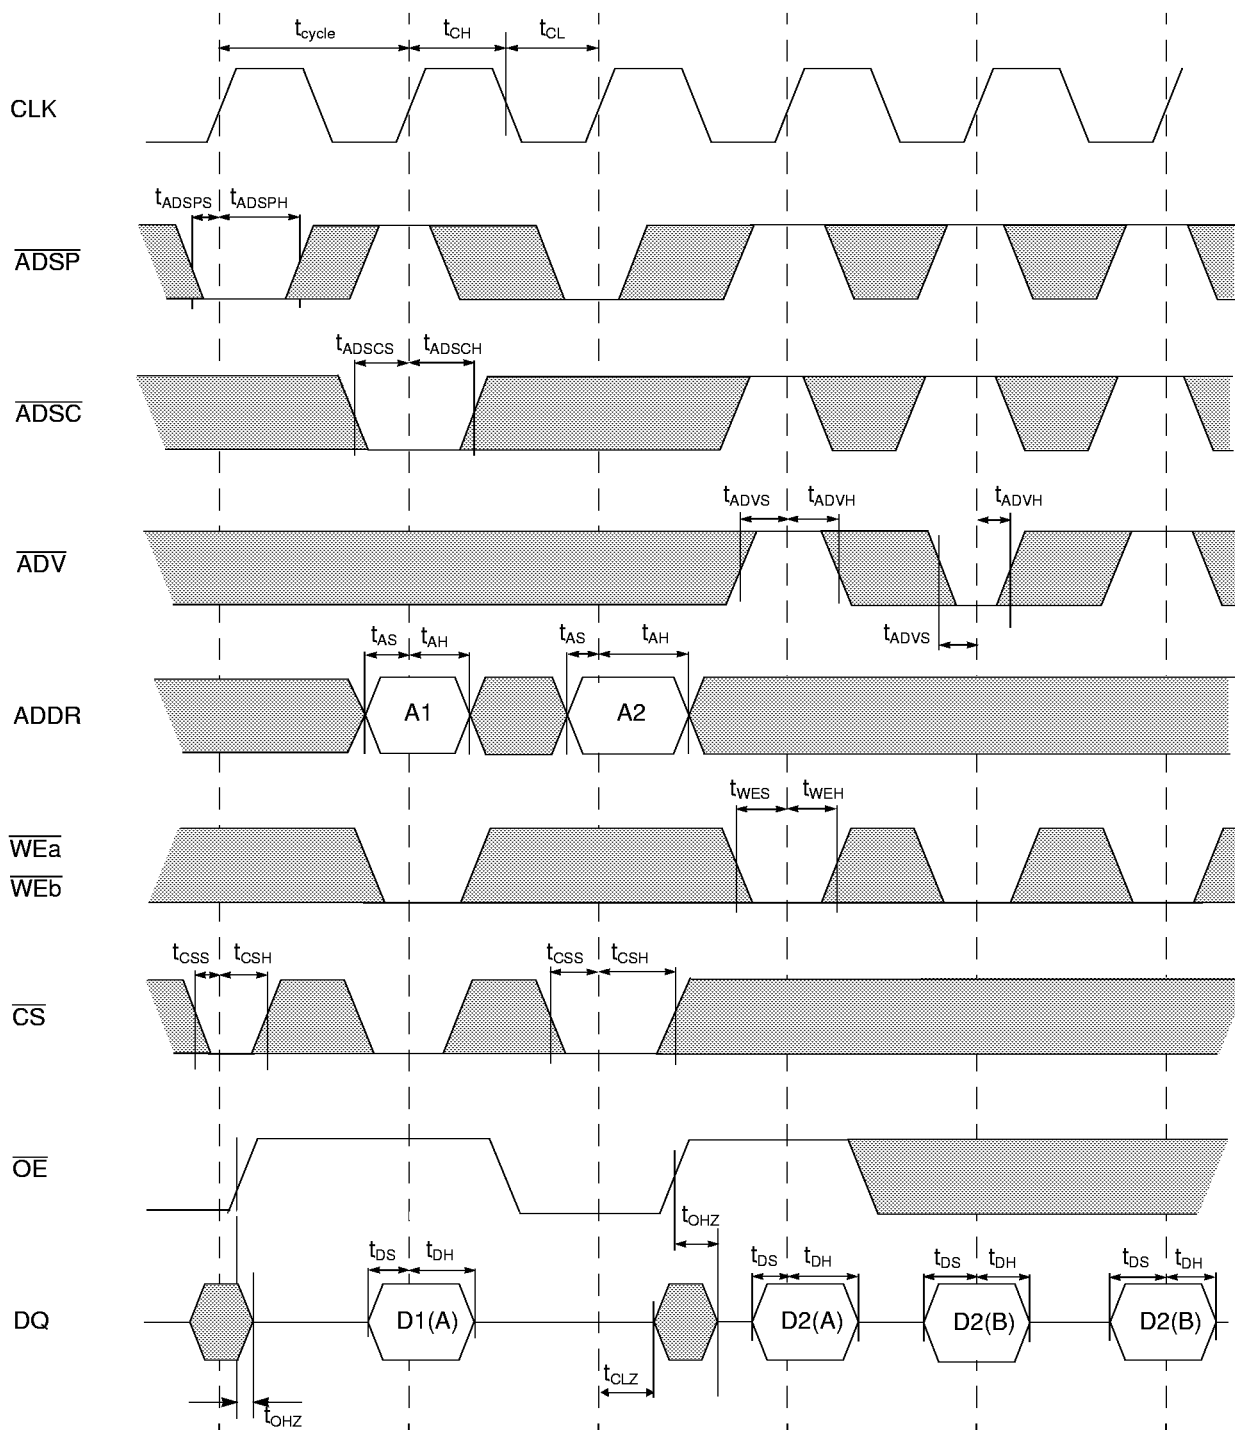 tcycle tCH tCL
CLK
tADSPS tADSPH
ADSP
tADSCS tADSCH
ADSC
tADVS tADVH tADVH
ADV
tADVS
tAS tAH tAS tAH
ADDR A1 A2
tWES tWEH
WEa
WEb
tCSS tCSH tCSS tCSH
CS
OE
tOHZ
tDS tDH tDS tDH tDS tDH tDS tDH
DQ D1(A) D2(A) D2(B) D2(B)
tCLZ
tOHZ